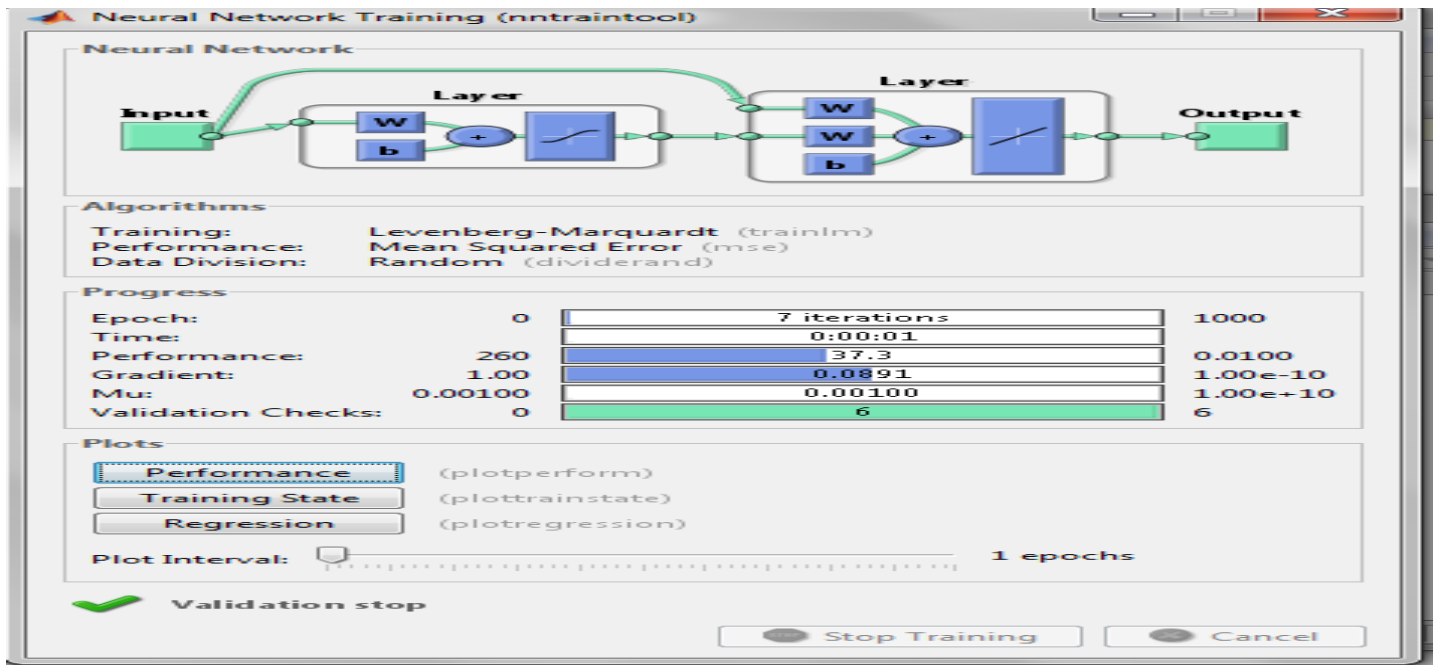 Neural Network Training (nntraintool)
Neural Network
Layer
Layer
Input
W
b
+
W
W
b
+
Output
Algorithms
Training: Levenberg-Marquardt (trainlm)
Performance: Mean Squared Error (mse)
Data Division: Random (dividerand)
Progress
Epoch: 0 7 iterations 1000
Time: 0:00:01
Performance: 260 37.3 0.0100
Gradient: 1.00 0.0891 1.00e-10
Mu: 0.00100 0.00100 1.00e+10
Validation Checks: 0 6 6
Plots
Performance (plotperform)
Training State (plottrainstate)
Regression (plotregression)
Plot Interval: 1 epochs
Validation stop
Stop Training Cancel